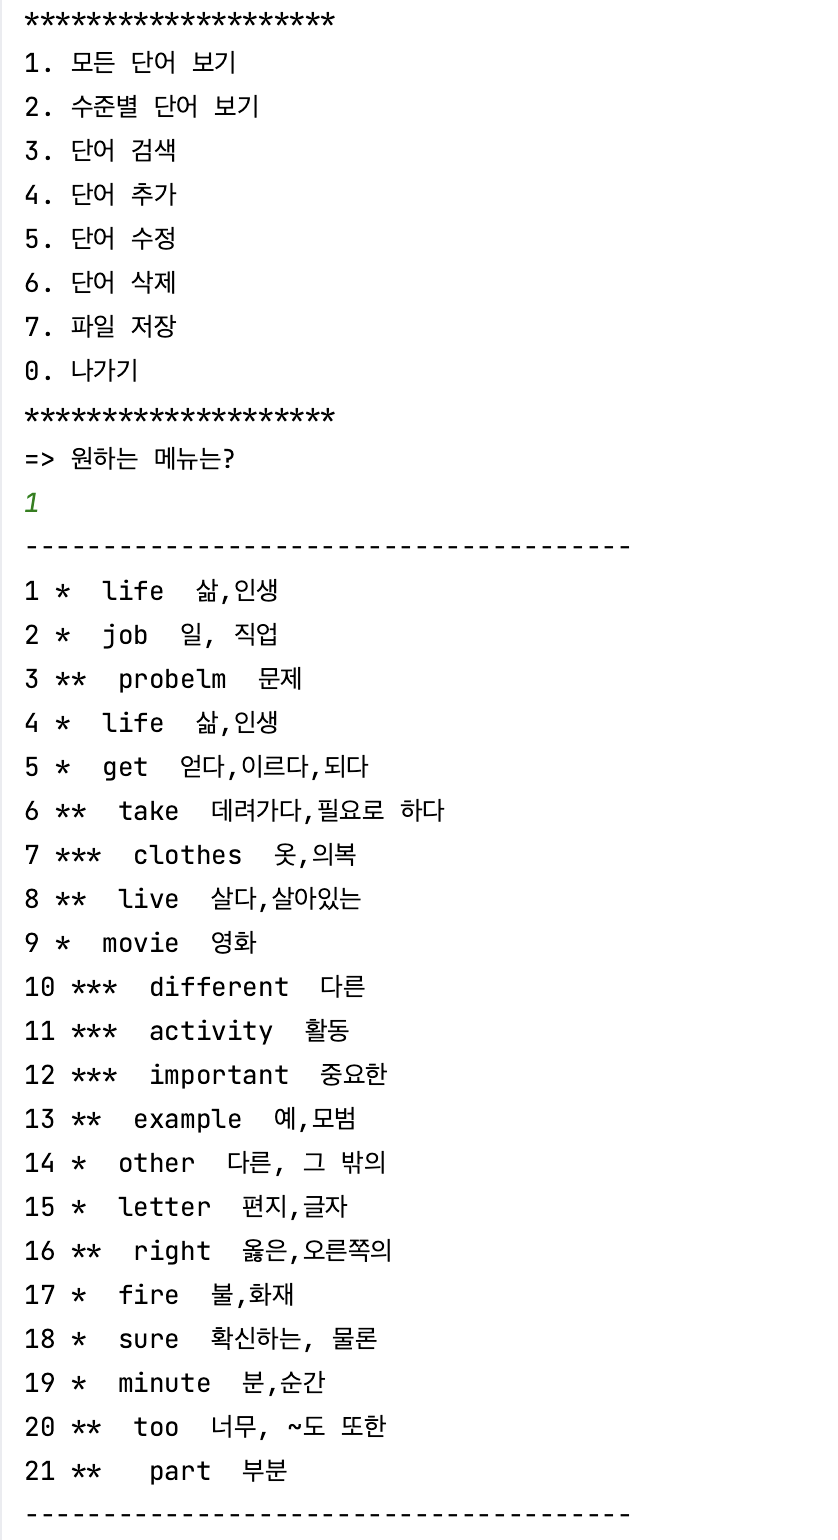 ********************
1. 모든 단어 보기
2. 수준별 단어 보기
3. 단어 검색
4. 단어 추가
5. 단어 수정
6. 단어 삭제
7. 파일 저장
0. 나가기
********************
=> 원하는 메뉴는?
1
---------------------------------------
1 *  life  삶,인생
2 *  job  일, 직업
3 **  probelm  문제
4 *  life  삶,인생
5 *  get  얻다,이르다,되다
6 **  take  데려가다,필요로 하다
7 ***  clothes  옷,의복
8 **  live  살다,살아있는
9 *  movie  영화
10 ***  different  다른
11 ***  activity  활동
12 ***  important  중요한
13 **  example  예,모범
14 *  other  다른, 그 밖의
15 *  letter  편지,글자
16 **  right  옳은,오른쪽의
17 *  fire  불,화재
18 *  sure  확신하는, 물론
19 *  minute  분,순간
20 **  too  너무, ~도 또한
21 **   part  부분
---------------------------------------